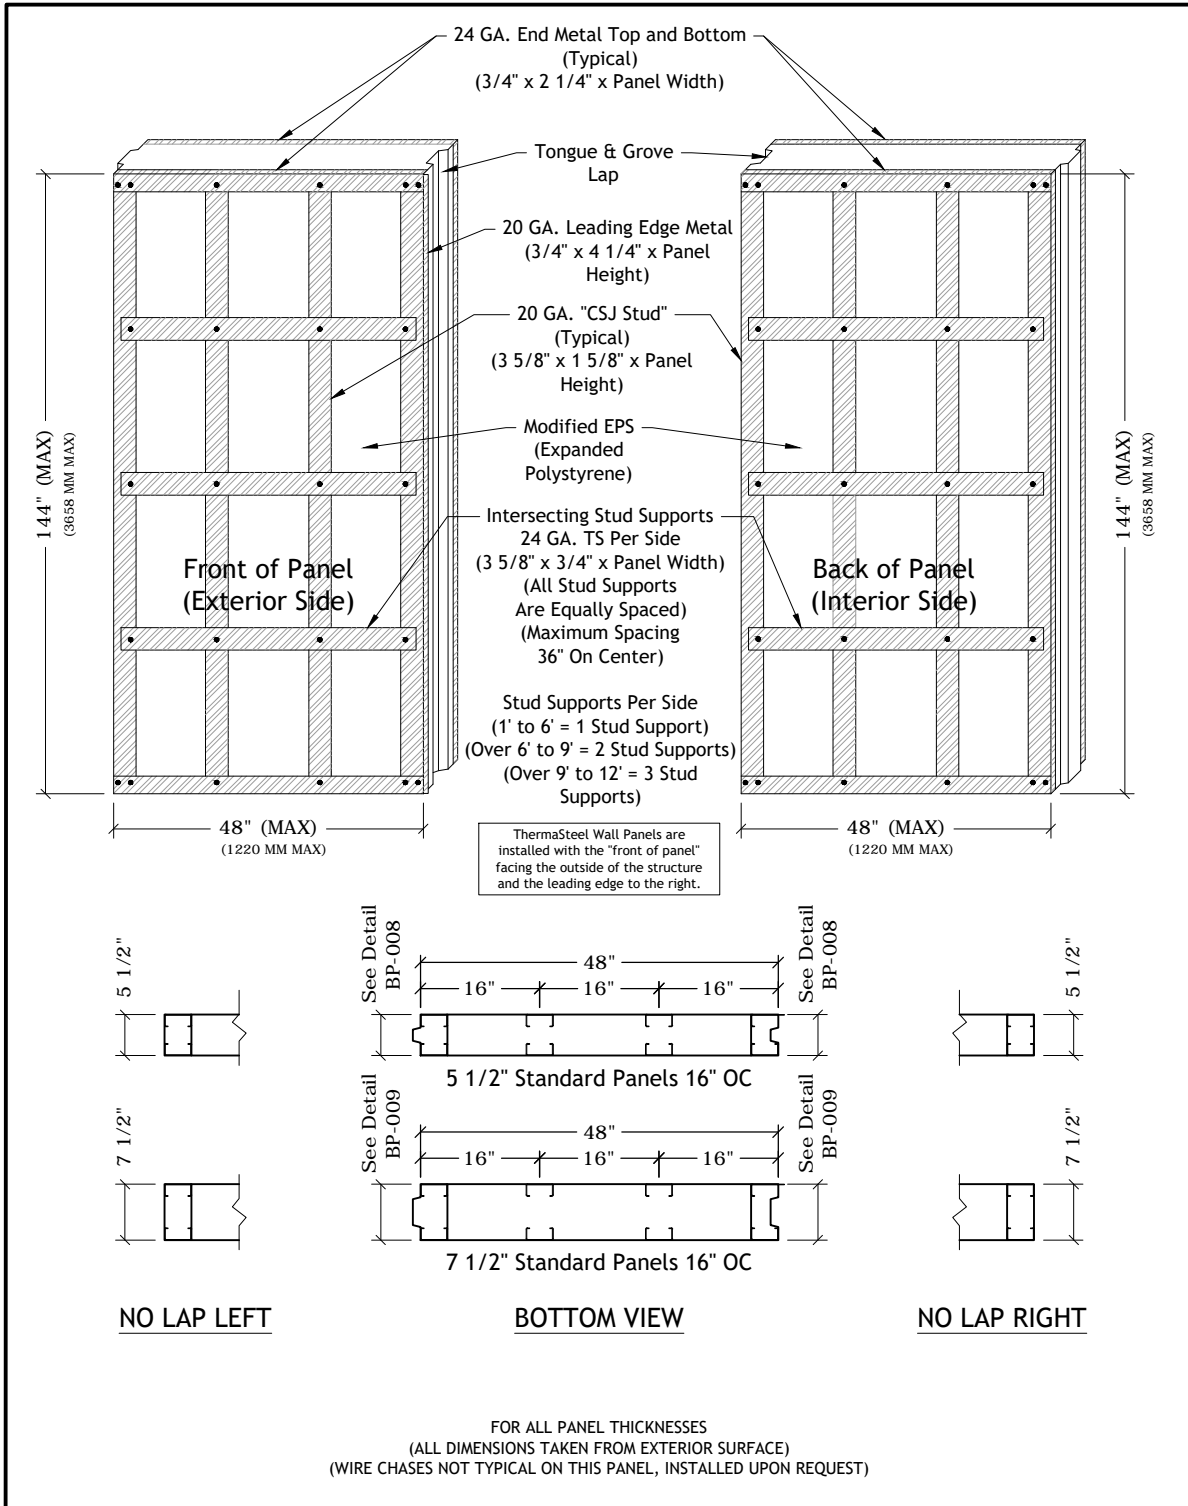 24 GA. End Metal Top and Bottom
(Typical)
(3/4" x 2 1/4" x Panel Width)
Tongue & Grove
Lap
20 GA. Leading Edge Metal
(3/4" x 4 1/4" x Panel
Height)
20 GA. "CSJ Stud"
(Typical)
(3 5/8" x 1 5/8" x Panel
Height)
Modified EPS
(Expanded
Polystyrene)
Intersecting Stud Supports
24 GA. TS Per Side
(3 5/8" x 3/4" x Panel Width)
(All Stud Supports
Are Equally Spaced)
(Maximum Spacing
36" On Center)
Stud Supports Per Side
(1' to 6' = 1 Stud Support)
(Over 6' to 9' = 2 Stud Supports)
(Over 9' to 12' = 3 Stud
Supports)
144" (MAX)
(3658 MM MAX)
Front of Panel
(Exterior Side)
48" (MAX)
(1220 MM MAX)
Back of Panel
(Interior Side)
144" (MAX)
(3658 MM MAX)
48" (MAX)
(1220 MM MAX)
ThermaSteel Wall Panels are
installed with the "front of panel"
facing the outside of the structure
and the leading edge to the right.
5 1/2"
See Detail
BP-008
48"
16" 16" 16"
See Detail
BP-008
5 1/2"
5 1/2" Standard Panels 16" OC
7 1/2"
See Detail
BP-009
48"
16" 16" 16"
See Detail
BP-009
7 1/2"
7 1/2" Standard Panels 16" OC
NO LAP LEFT
BOTTOM VIEW
NO LAP RIGHT
FOR ALL PANEL THICKNESSES
(ALL DIMENSIONS TAKEN FROM EXTERIOR SURFACE)
(WIRE CHASES NOT TYPICAL ON THIS PANEL, INSTALLED UPON REQUEST)